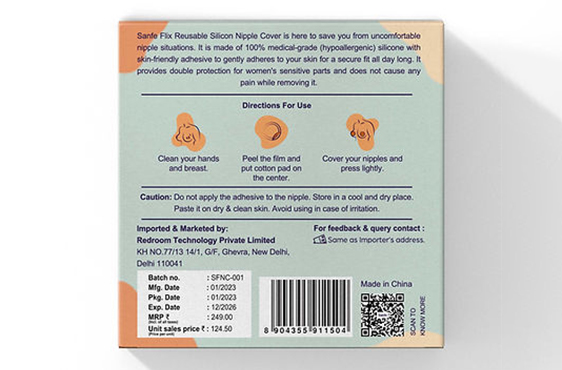 Sanfe Flix Reusable Silicon Nipple Cover is here to save you from uncomfortable
nipple situations. It is made of 100% medical-grade (hypoallergenic) silicone with
skin-friendly adhesive to gently adheres to your skin for a secure fit all day long. It
provides double protection for women's sensitive parts and does not cause any
pain while removing it.
Directions For Use
Clean your hands
and breast.
Peel the film and
put cotton pad on
the center.
Cover your nipples and
press lightly.
Caution: Do not apply the adhesive to the nipple. Store in a cool and dry place.
Paste it on dry & clean skin. Avoid using in case of irritation.
Imported & Marketed by:
Redroom Technology Private Limited
KH NO.77/13 14/1, G/F, Ghevra, New Delhi,
Delhi 110041
For feedback & query contact :
Same as Importer's address.
Batch no. : SFNC-001
Mfg. Date : 01/2023
Pkg. Date : 01/2023
Exp. Date : 12/2026
MRP ₹ : 249.00
(Incl. of all taxes)
Unit sales price ₹ : 124.50
(Price per unit)
8 904355 911504
Made in China
SCAN TO
KNOW MORE